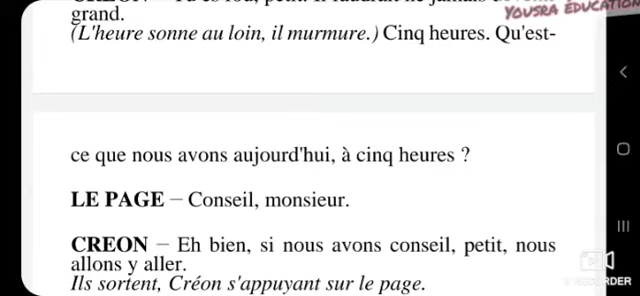 YOUSRA EDUCATION
grand.
(L'heure sonne au loin, il murmure.) Cinq heures. Qu'est-
ce que nous avons aujourd'hui, à cinq heures ?
LE PAGE – Conseil, monsieur.
CREON – Eh bien, si nous avons conseil, petit, nous
allons y aller.
Ils sortent, Créon s'appuyant sur le page.